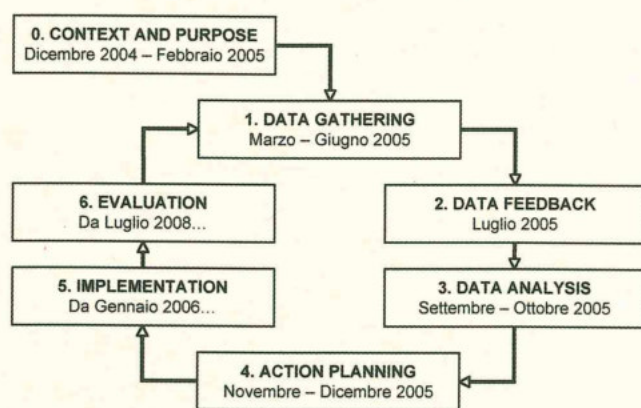 0. CONTEXT AND PURPOSE
Dicembre 2004 – Febbraio 2005
1. DATA GATHERING
Marzo – Giugno 2005
2. DATA FEEDBACK
Luglio 2005
3. DATA ANALYSIS
Settembre – Ottobre 2005
4. ACTION PLANNING
Novembre – Dicembre 2005
5. IMPLEMENTATION
Da Gennaio 2006...
6. EVALUATION
Da Luglio 2008...